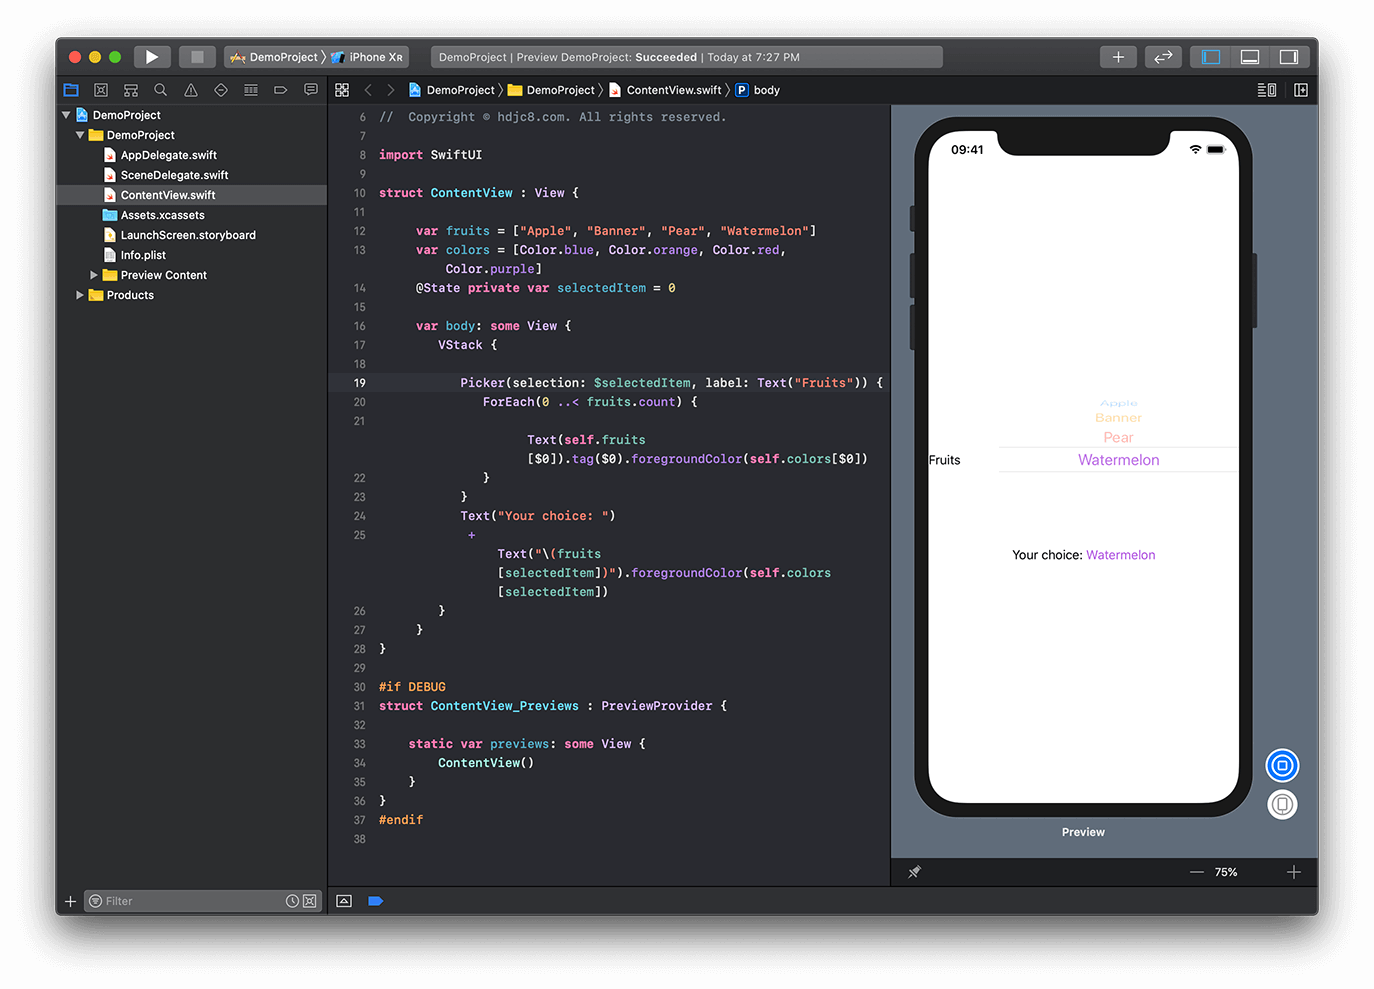 DemoProject ⟩ iPhone XR
DemoProject | Preview DemoProject: Succeeded | Today at 7:27 PM
DemoProject ⟩ DemoProject ⟩ ContentView.swift ⟩ P body
DemoProject
DemoProject
AppDelegate.swift
SceneDelegate.swift
ContentView.swift
Assets.xcassets
LaunchScreen.storyboard
Info.plist
Preview Content
Products
Filter
6 //  Copyright © hdjc8.com. All rights reserved.
7
8 import SwiftUI
9
10 struct ContentView : View {
11
12 var fruits = ["Apple", "Banner", "Pear", "Watermelon"]
13 var colors = [Color.blue, Color.orange, Color.red,
Color.purple]
14 @State private var selectedItem = 0
15
16 var body: some View {
17 VStack {
18
19 Picker(selection: $selectedItem, label: Text("Fruits")) {
20 ForEach(0 ..< fruits.count) {
21
Text(self.fruits
[$0]).tag($0).foregroundColor(self.colors[$0])
22 }
23 }
24 Text("Your choice: ")
25 +
Text("\(fruits
[selectedItem])").foregroundColor(self.colors
[selectedItem])
26 }
27 }
28 }
29
30 #if DEBUG
31 struct ContentView_Previews : PreviewProvider {
32
33 static var previews: some View {
34 ContentView()
35 }
36 }
37 #endif
38
09:41
Apple
Banner
Pear
Fruits Watermelon
Your choice: Watermelon
Preview
75%